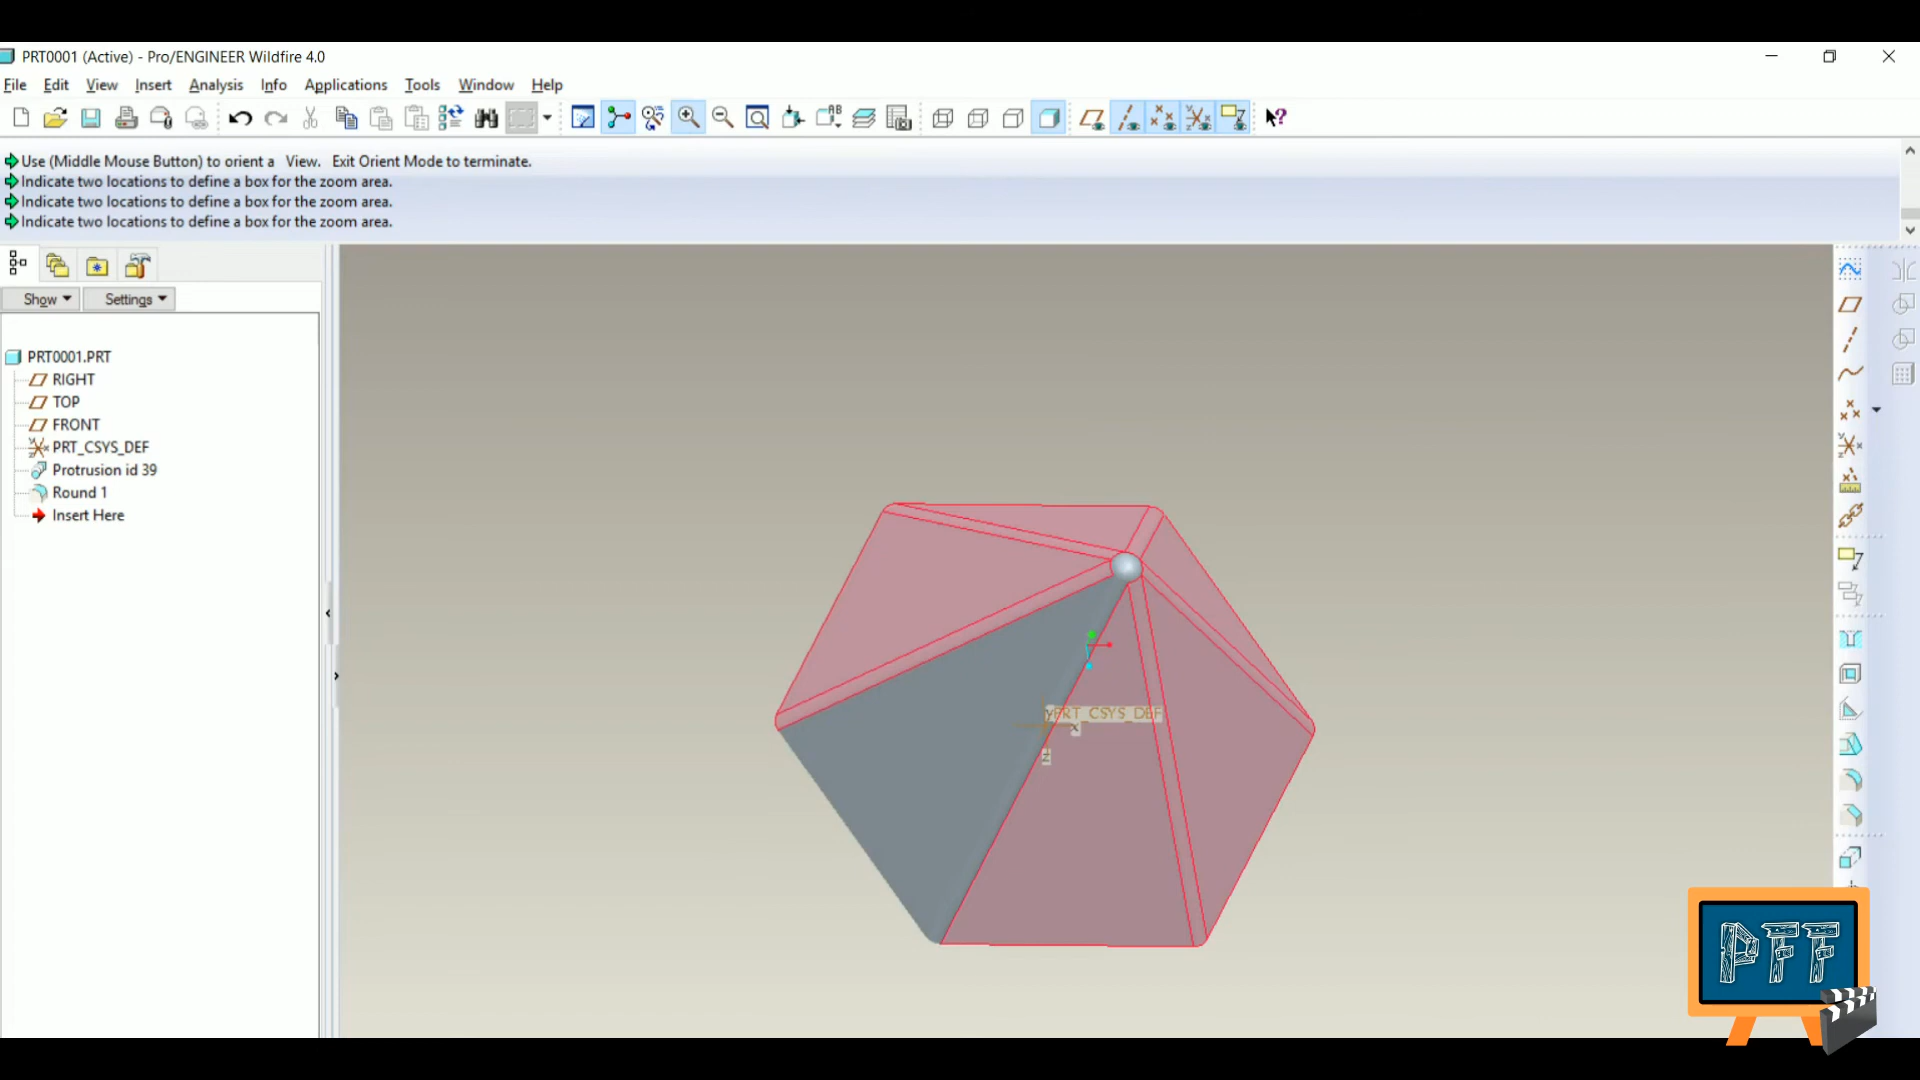 PRT0001 (Active) - Pro/ENGINEER Wildfire 4.0
File Edit View Insert Analysis Info Applications Tools Window Help
Use (Middle Mouse Button) to orient a View. Exit Orient Mode to terminate.
Indicate two locations to define a box for the zoom area.
Indicate two locations to define a box for the zoom area.
Indicate two locations to define a box for the zoom area.
Show Settings
PRT0001.PRT
RIGHT
TOP
FRONT
PRT_CSYS_DEF
Protrusion id 39
Round 1
Insert Here
y
PRT_CSYS_DEF
x
z
PFF